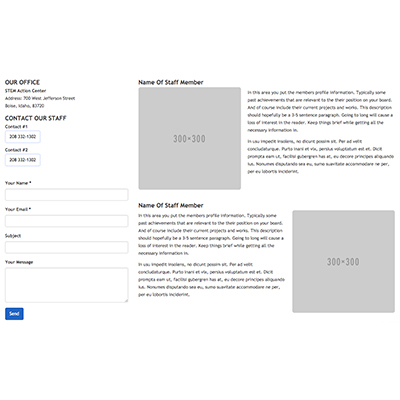 OUR OFFICE
STEM Action Center
Address: 700 West Jefferson Street
Boise, Idaho, 83720
CONTACT OUR STAFF
Contact #1
208 332-1302
Contact #2
208 332-1302
Your Name *
Your Email *
Subject
Your Message
Send
Name Of Staff Member
300×300
In this area you put the members profile information. Typically some
past achievements that are relevant to the their position on your board.
And of course include their current projects and works. This description
should hopefully be a 3-5 sentence paragraph. Going to long will cause a
loss of interest in the reader. Keep things brief while getting all the
necessary information in.
In usu impedit insolens, no dicunt possim sit. Per ad velit
concludaturque. Purto inani et vix, persius voluptatum est et. Dicit
prompta eam ut, facilisi gubergren has at, eu decore principes aliquando
ius. Nonumes disputando sea eu, sumo suavitate accommodare ne per,
per eu lobortis inciderint.
Name Of Staff Member
In this area you put the members profile information. Typically some
past achievements that are relevant to the their position on your board.
And of course include their current projects and works. This description
should hopefully be a 3-5 sentence paragraph. Going to long will cause a
loss of interest in the reader. Keep things brief while getting all the
necessary information in.
In usu impedit insolens, no dicunt possim sit. Per ad velit
concludaturque. Purto inani et vix, persius voluptatum est et. Dicit
prompta eam ut, facilisi gubergren has at, eu decore principes aliquando
ius. Nonumes disputando sea eu, sumo suavitate accommodare ne per,
per eu lobortis inciderint.
300×300